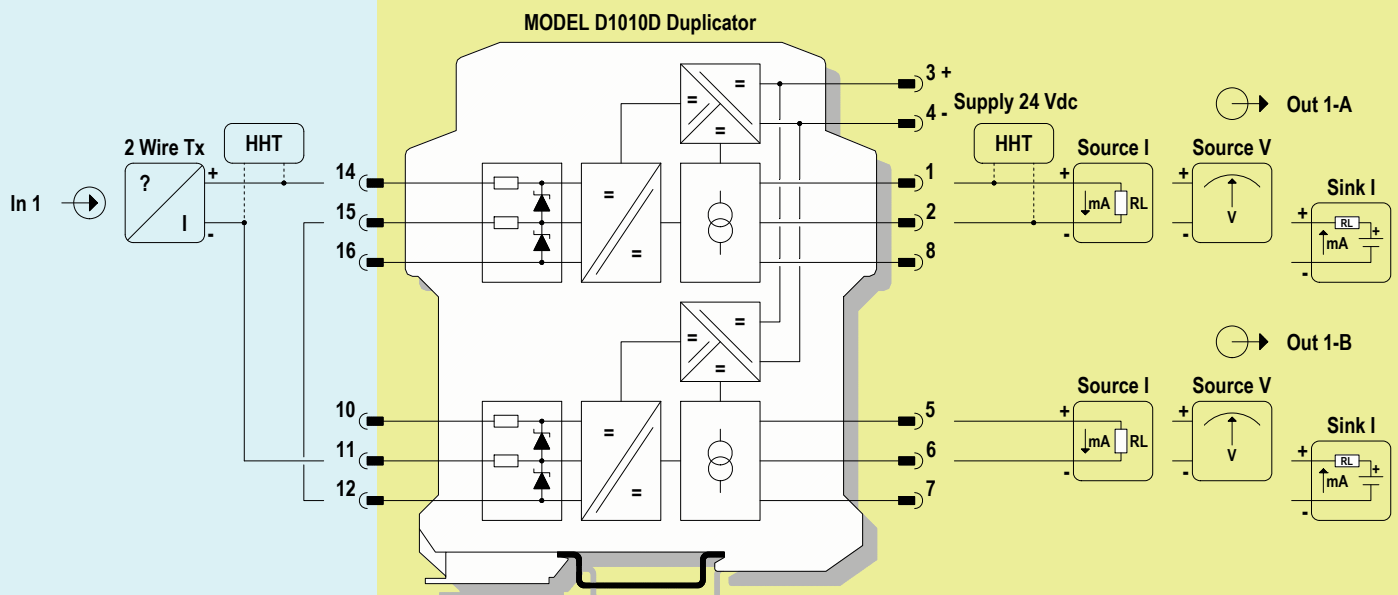 MODEL D1010D Duplicator
3 +
4 -
Supply 24 Vdc
Out 1-A
2 Wire Tx
HHT
HHT
Source I
Source V
Sink I
In 1
?
I
+
-
14
15
16
=
=
=
=
=
1
2
8
+
-
mA
RL
+
-
V
+
-
RL
+
mA
Out 1-B
Source I
Source V
Sink I
10
11
12
=
=
=
=
=
5
6
7
+
-
mA
RL
+
-
V
+
-
RL
+
mA